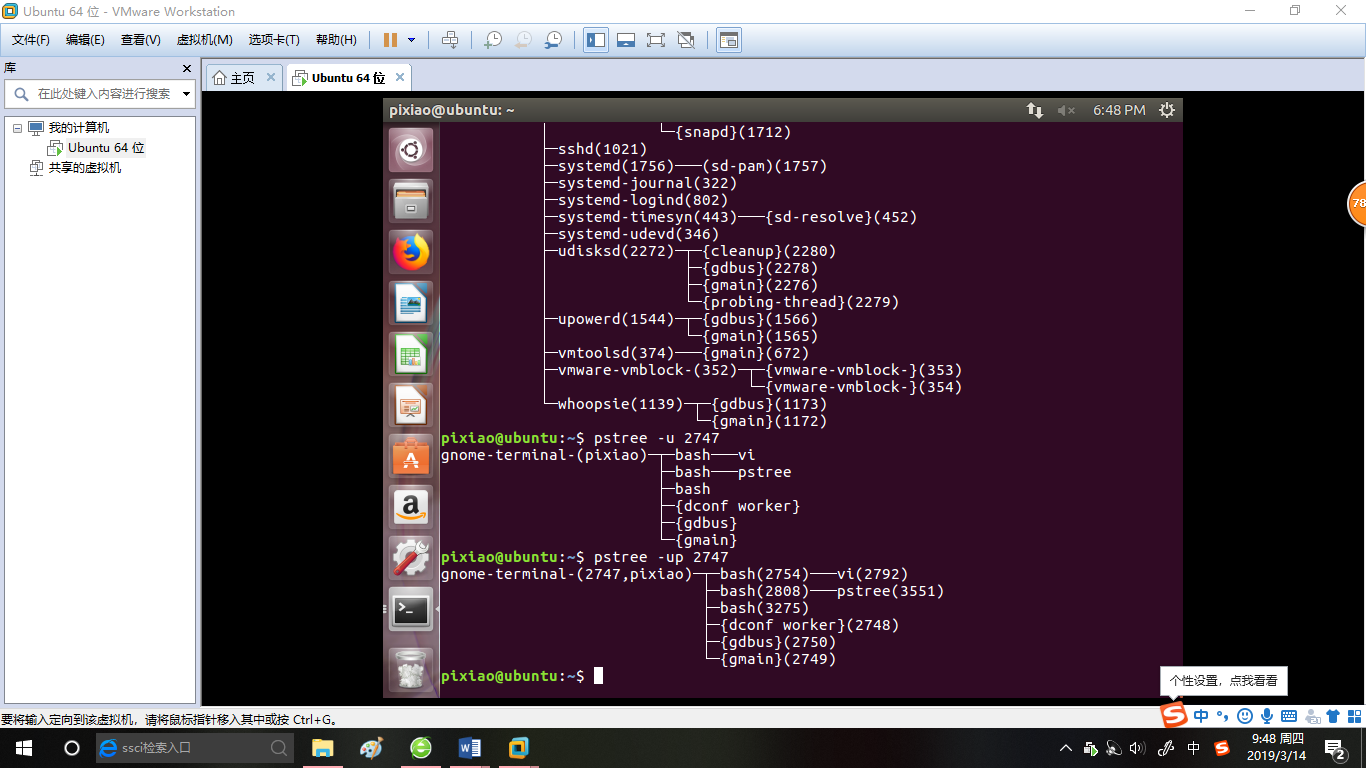 Ubuntu 64 位 - VMware Workstation
文件(F) 编辑(E) 查看(V) 虚拟机(M) 选项卡(T) 帮助(H)
库
在此处键入内容进行搜索
我的计算机
Ubuntu 64 位
共享的虚拟机
主页
Ubuntu 64 位
pixiao@ubuntu: ~
6:48 PM
└─{snapd}(1712)
├─sshd(1021)
├─systemd(1756)───(sd-pam)(1757)
├─systemd-journal(322)
├─systemd-logind(802)
├─systemd-timesyn(443)───{sd-resolve}(452)
├─systemd-udevd(346)
├─udisksd(2272)─┬─{cleanup}(2280)
├─{gdbus}(2278)
├─{gmain}(2276)
└─{probing-thread}(2279)
├─upowerd(1544)─┬─{gdbus}(1566)
└─{gmain}(1565)
├─vmtoolsd(374)───{gmain}(672)
├─vmware-vmblock-(352)─┬─{vmware-vmblock-}(353)
└─{vmware-vmblock-}(354)
└─whoopsie(1139)─┬─{gdbus}(1173)
└─{gmain}(1172)
pixiao@ubuntu:~$ pstree -u 2747
gnome-terminal-(pixiao)─┬─bash───vi
├─bash───pstree
├─bash
├─{dconf worker}
├─{gdbus}
└─{gmain}
pixiao@ubuntu:~$ pstree -up 2747
gnome-terminal-(2747,pixiao)─┬─bash(2754)───vi(2792)
├─bash(2808)───pstree(3551)
├─bash(3275)
├─{dconf worker}(2748)
├─{gdbus}(2750)
└─{gmain}(2749)
pixiao@ubuntu:~$
78
个性设置，点我看看
要将输入定向到该虚拟机，请将鼠标指针移入其中或按 Ctrl+G。
中
ssci检索入口
中
9:48 周四
2019/3/14
2